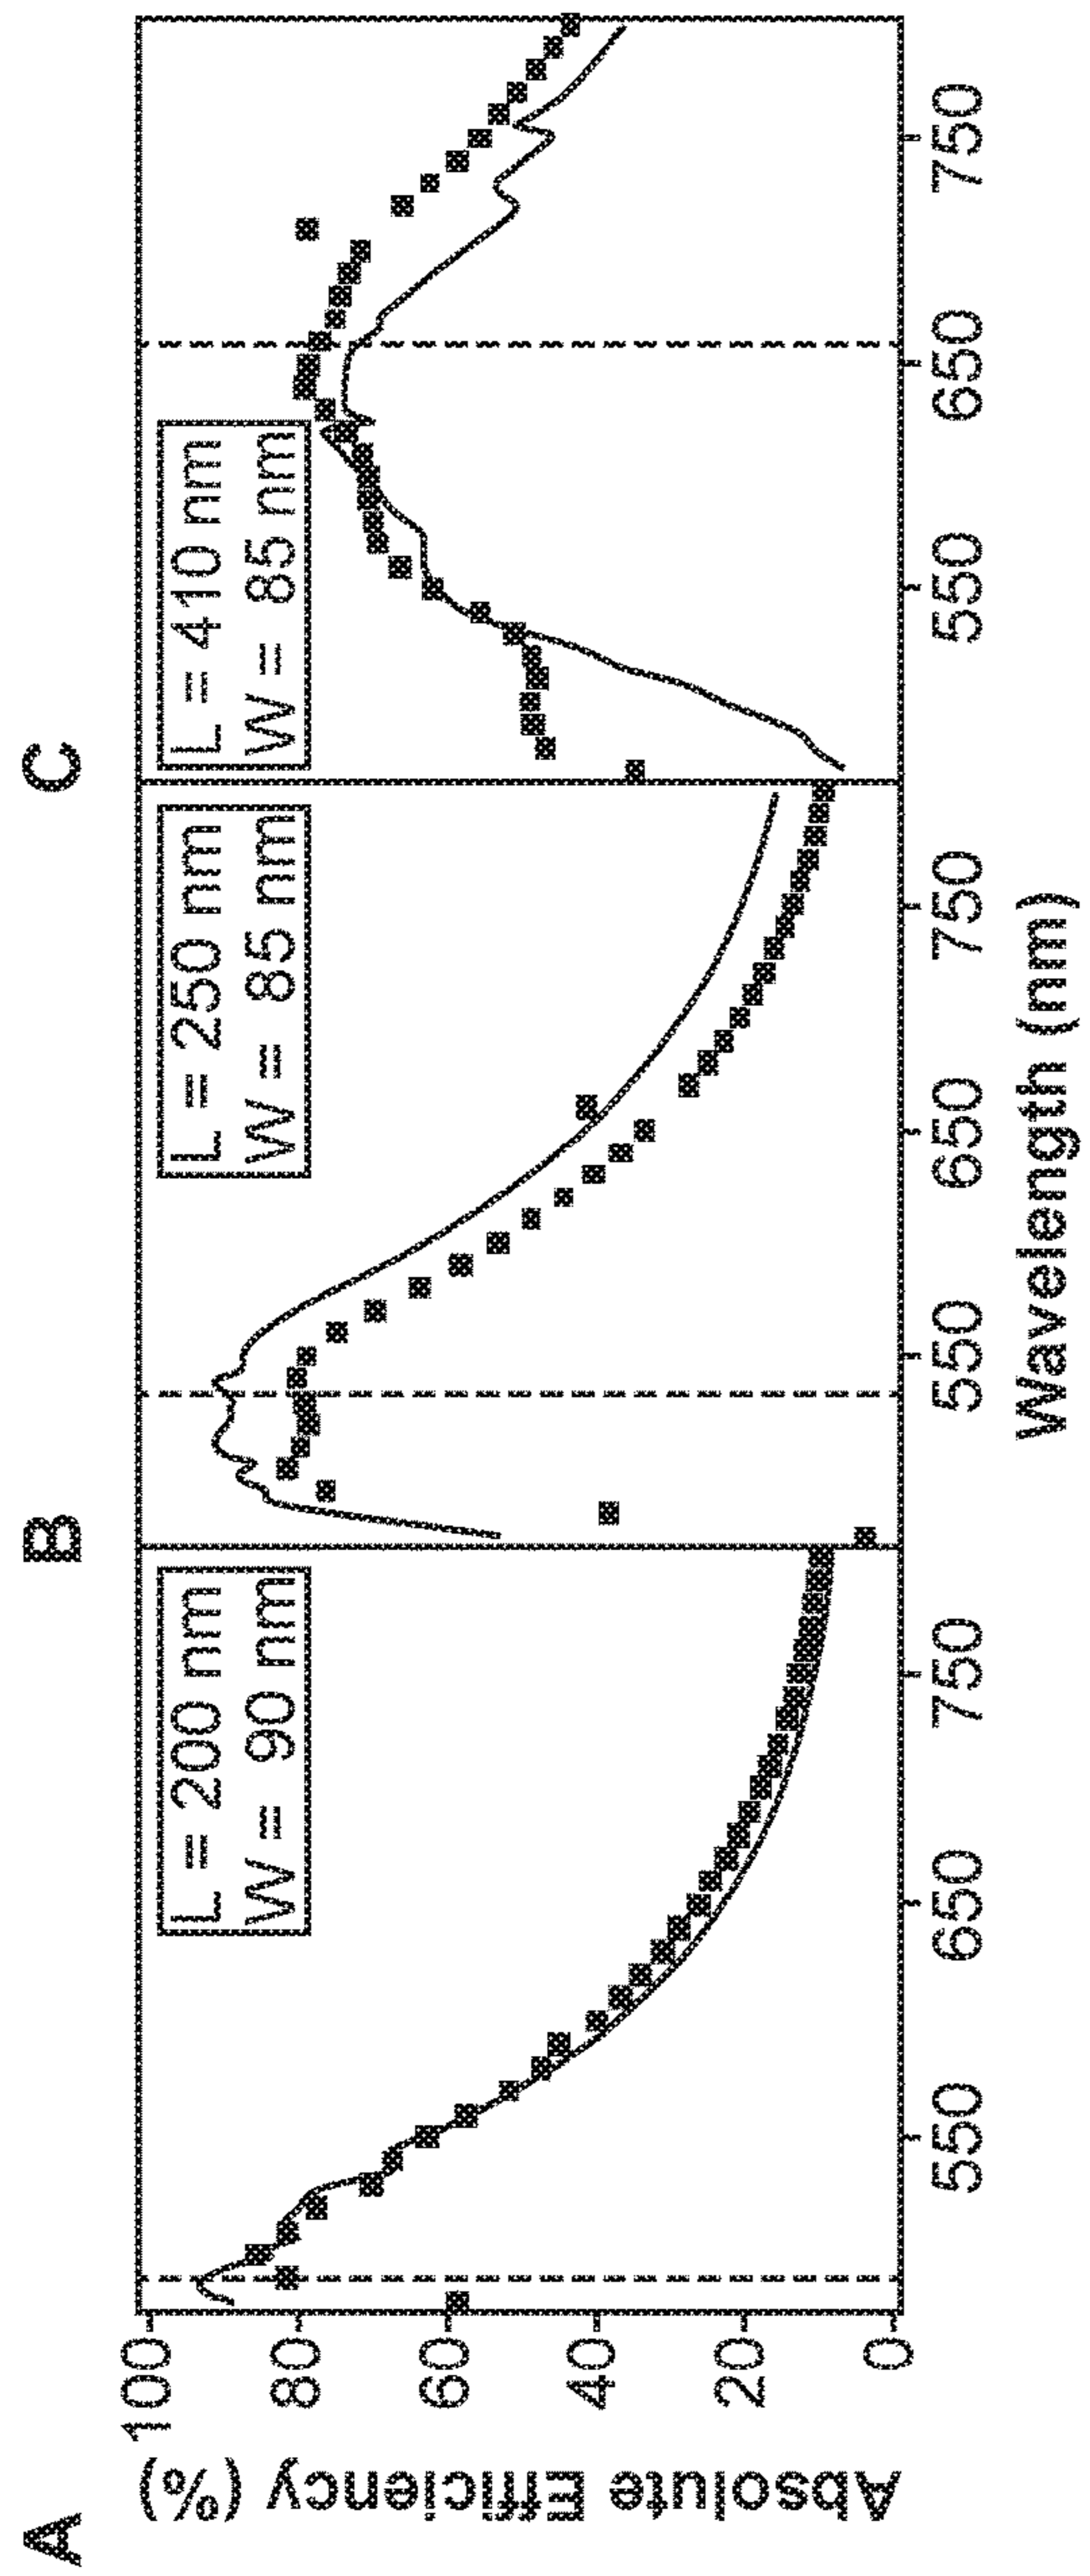 A
B
C
Absolute Efficiency (%)
100
80
60
40
20
0
L = 200 nm
W = 90 nm
L = 250 nm
W = 85 nm
L = 410 nm
W = 85 nm
550 650 750 550 650 750 550 650 750
Wavelength (nm)